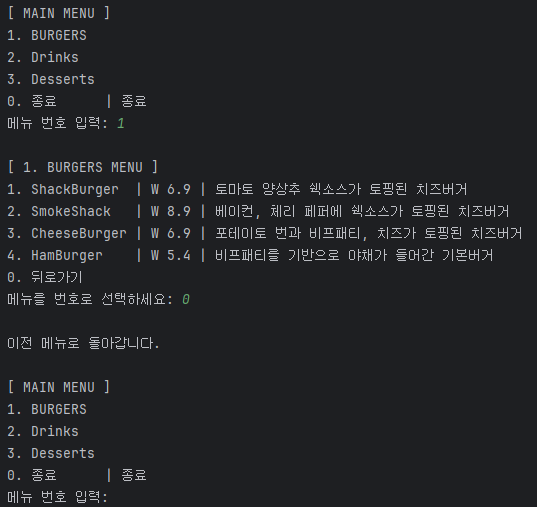 [ MAIN MENU ]
1. BURGERS
2. Drinks
3. Desserts
0. 종료      | 종료
메뉴 번호 입력: 1
[ 1. BURGERS MENU ]
1. ShackBurger  | W 6.9 | 토마토 양상추 쉑소스가 토핑된 치즈버거
2. SmokeShack   | W 8.9 | 베이컨, 체리 페퍼에 쉑소스가 토핑된 치즈버거
3. CheeseBurger | W 6.9 | 포테이토 번과 비프패티, 치즈가 토핑된 치즈버거
4. HamBurger    | W 5.4 | 비프패티를 기반으로 야채가 들어간 기본버거
0. 뒤로가기
메뉴를 번호로 선택하세요: 0
이전 메뉴로 돌아갑니다.
[ MAIN MENU ]
1. BURGERS
2. Drinks
3. Desserts
0. 종료      | 종료
메뉴 번호 입력: